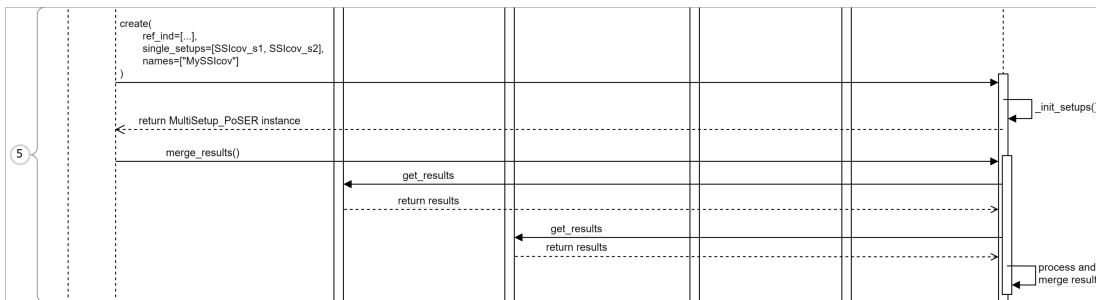 create(
ref_ind=[...],
single_setups=[SSIcov_s1, SSIcov_s2],
names=["MySSIcov"]
)
_init_setups()
return MultiSetup_PoSER instance
5
merge_results()
get_results
return results
get_results
return results
process and
merge result